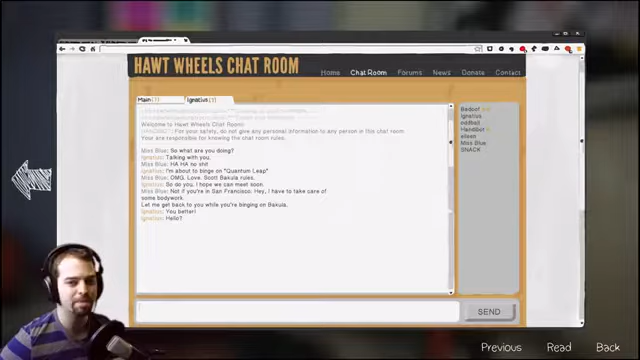 HAWT WHEELS CHAT ROOM
Home Chat Room Forums News Donate Contact
Main(3) Ignatius(3)
Welcome to Hawt Wheels Chat Room!
For your safety, do not give any personal information to any person in this chat room.
Your are responsible for knowing the chat room rules.
Miss Blue: So what are you doing?
Ignatius: Talking with you.
Miss Blue: HA HA no shit
Ignatius: I'm about to binge on "Quantum Leap"
Miss Blue: OMG. Love. Scott Bakula rules.
Ignatius: So do you. I hope we can meet soon.
Miss Blue: Not if you're in San Francisco. Hey, I have to take care of
some bodywork.
Let me get back to you while you're binging on Bakula.
Ignatius: You better!
Ignatius: Hello?
Badoof
Ignatius
oddball
Handibot
eileen
Miss Blue
SNACK
SEND
Previous Read Back